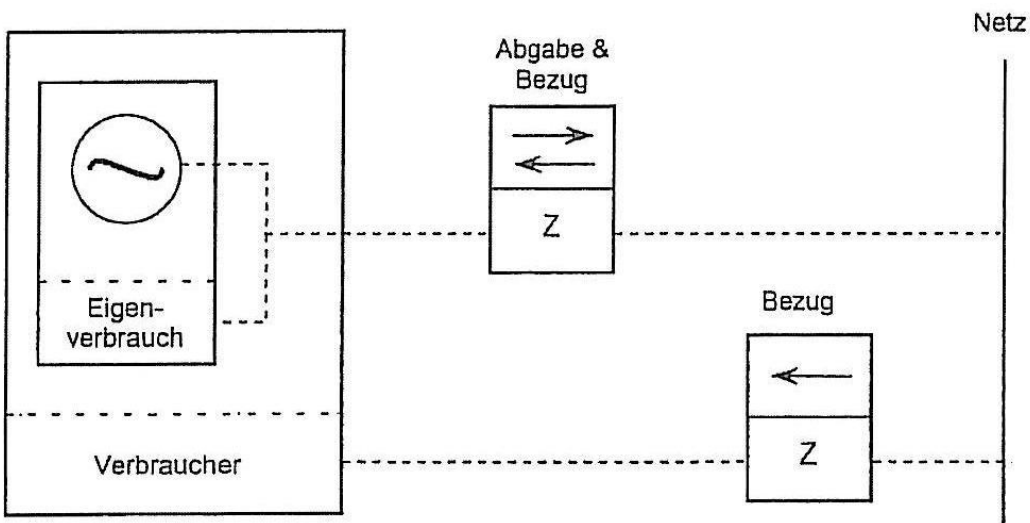 Netz
Abgabe &
Bezug
Z
Eigen-
verbrauch
Bezug
Z
Verbraucher